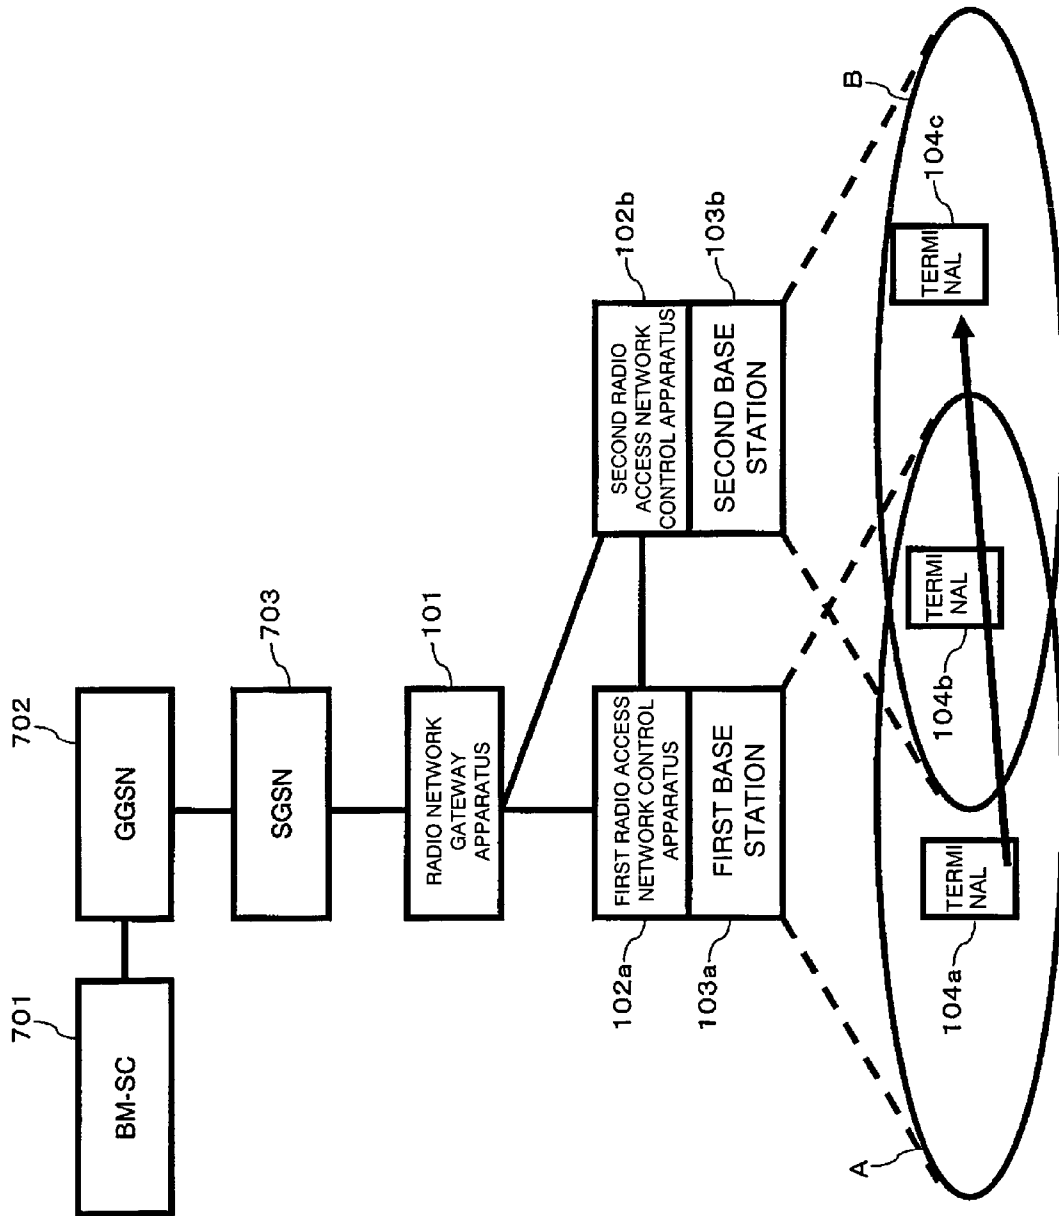 701
BM-SC
702
GGSN
703
SGSN
101
RADIO NETWORK
GATEWAY
APPARATUS
102a
FIRST RADIO ACCESS
NETWORK CONTROL
APPARATUS
103a
FIRST BASE
STATION
102b
SECOND RADIO
ACCESS NETWORK
CONTROL APPARATUS
103b
SECOND BASE
STATION
A
B
TERMI
NAL
104a
TERMI
NAL
104b
TERMI
NAL
104c